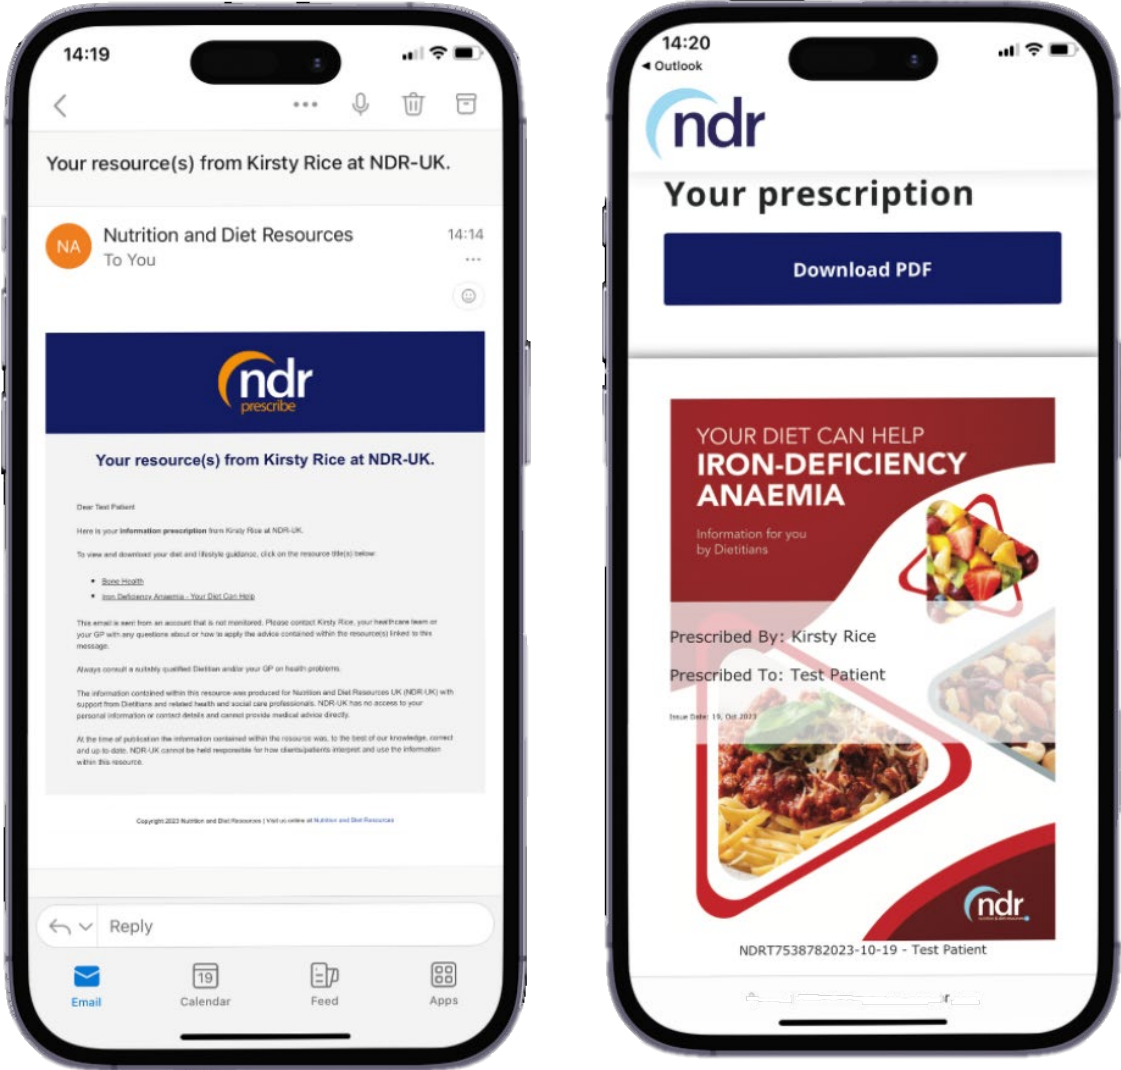 14:19
Your resource(s) from Kirsty Rice at NDR-UK.
NA
Nutrition and Diet Resources
14:14
To You
ndr
prescribe
Your resource(s) from Kirsty Rice at NDR-UK.
Dear Test Patient
Here is your information prescription from Kirsty Rice at NDR-UK.
To view and download your diet and lifestyle guidance, click on the resource title(s) below:
Bone Health
Iron Deficiency Anaemia - Your Diet Can Help
This email is sent from an account that is not monitored. Please contact Kirsty Rice, your healthcare team or
your GP with any questions about or how to apply the advice contained within the resource(s) linked to this
message.
Always consult a suitably qualified Dietitian and/or your GP on health problems.
The information contained within this resource was produced for Nutrition and Diet Resources UK (NDR-UK) with
support from Dietitians and related health and social care professionals. NDR-UK has no access to your
personal information or contact details and cannot provide medical advice directly.
At the time of publication the information contained within the resource was, to the best of our knowledge, correct
and up-to-date. NDR-UK cannot be held responsible for how clients/patients interpret and use the information
within this resource.
Copyright 2023 Nutrition and Diet Resources | Visit us online at Nutrition and Diet Resources
Reply
19
Email
Calendar
Feed
Apps
14:20
Outlook
ndr
Your prescription
Download PDF
YOUR DIET CAN HELP
IRON-DEFICIENCY
ANAEMIA
Information for you
by Dietitians
Prescribed By: Kirsty Rice
Prescribed To: Test Patient
Issue Date: 19, Oct 2023
ndr
NDRT7538782023-10-19 - Test Patient